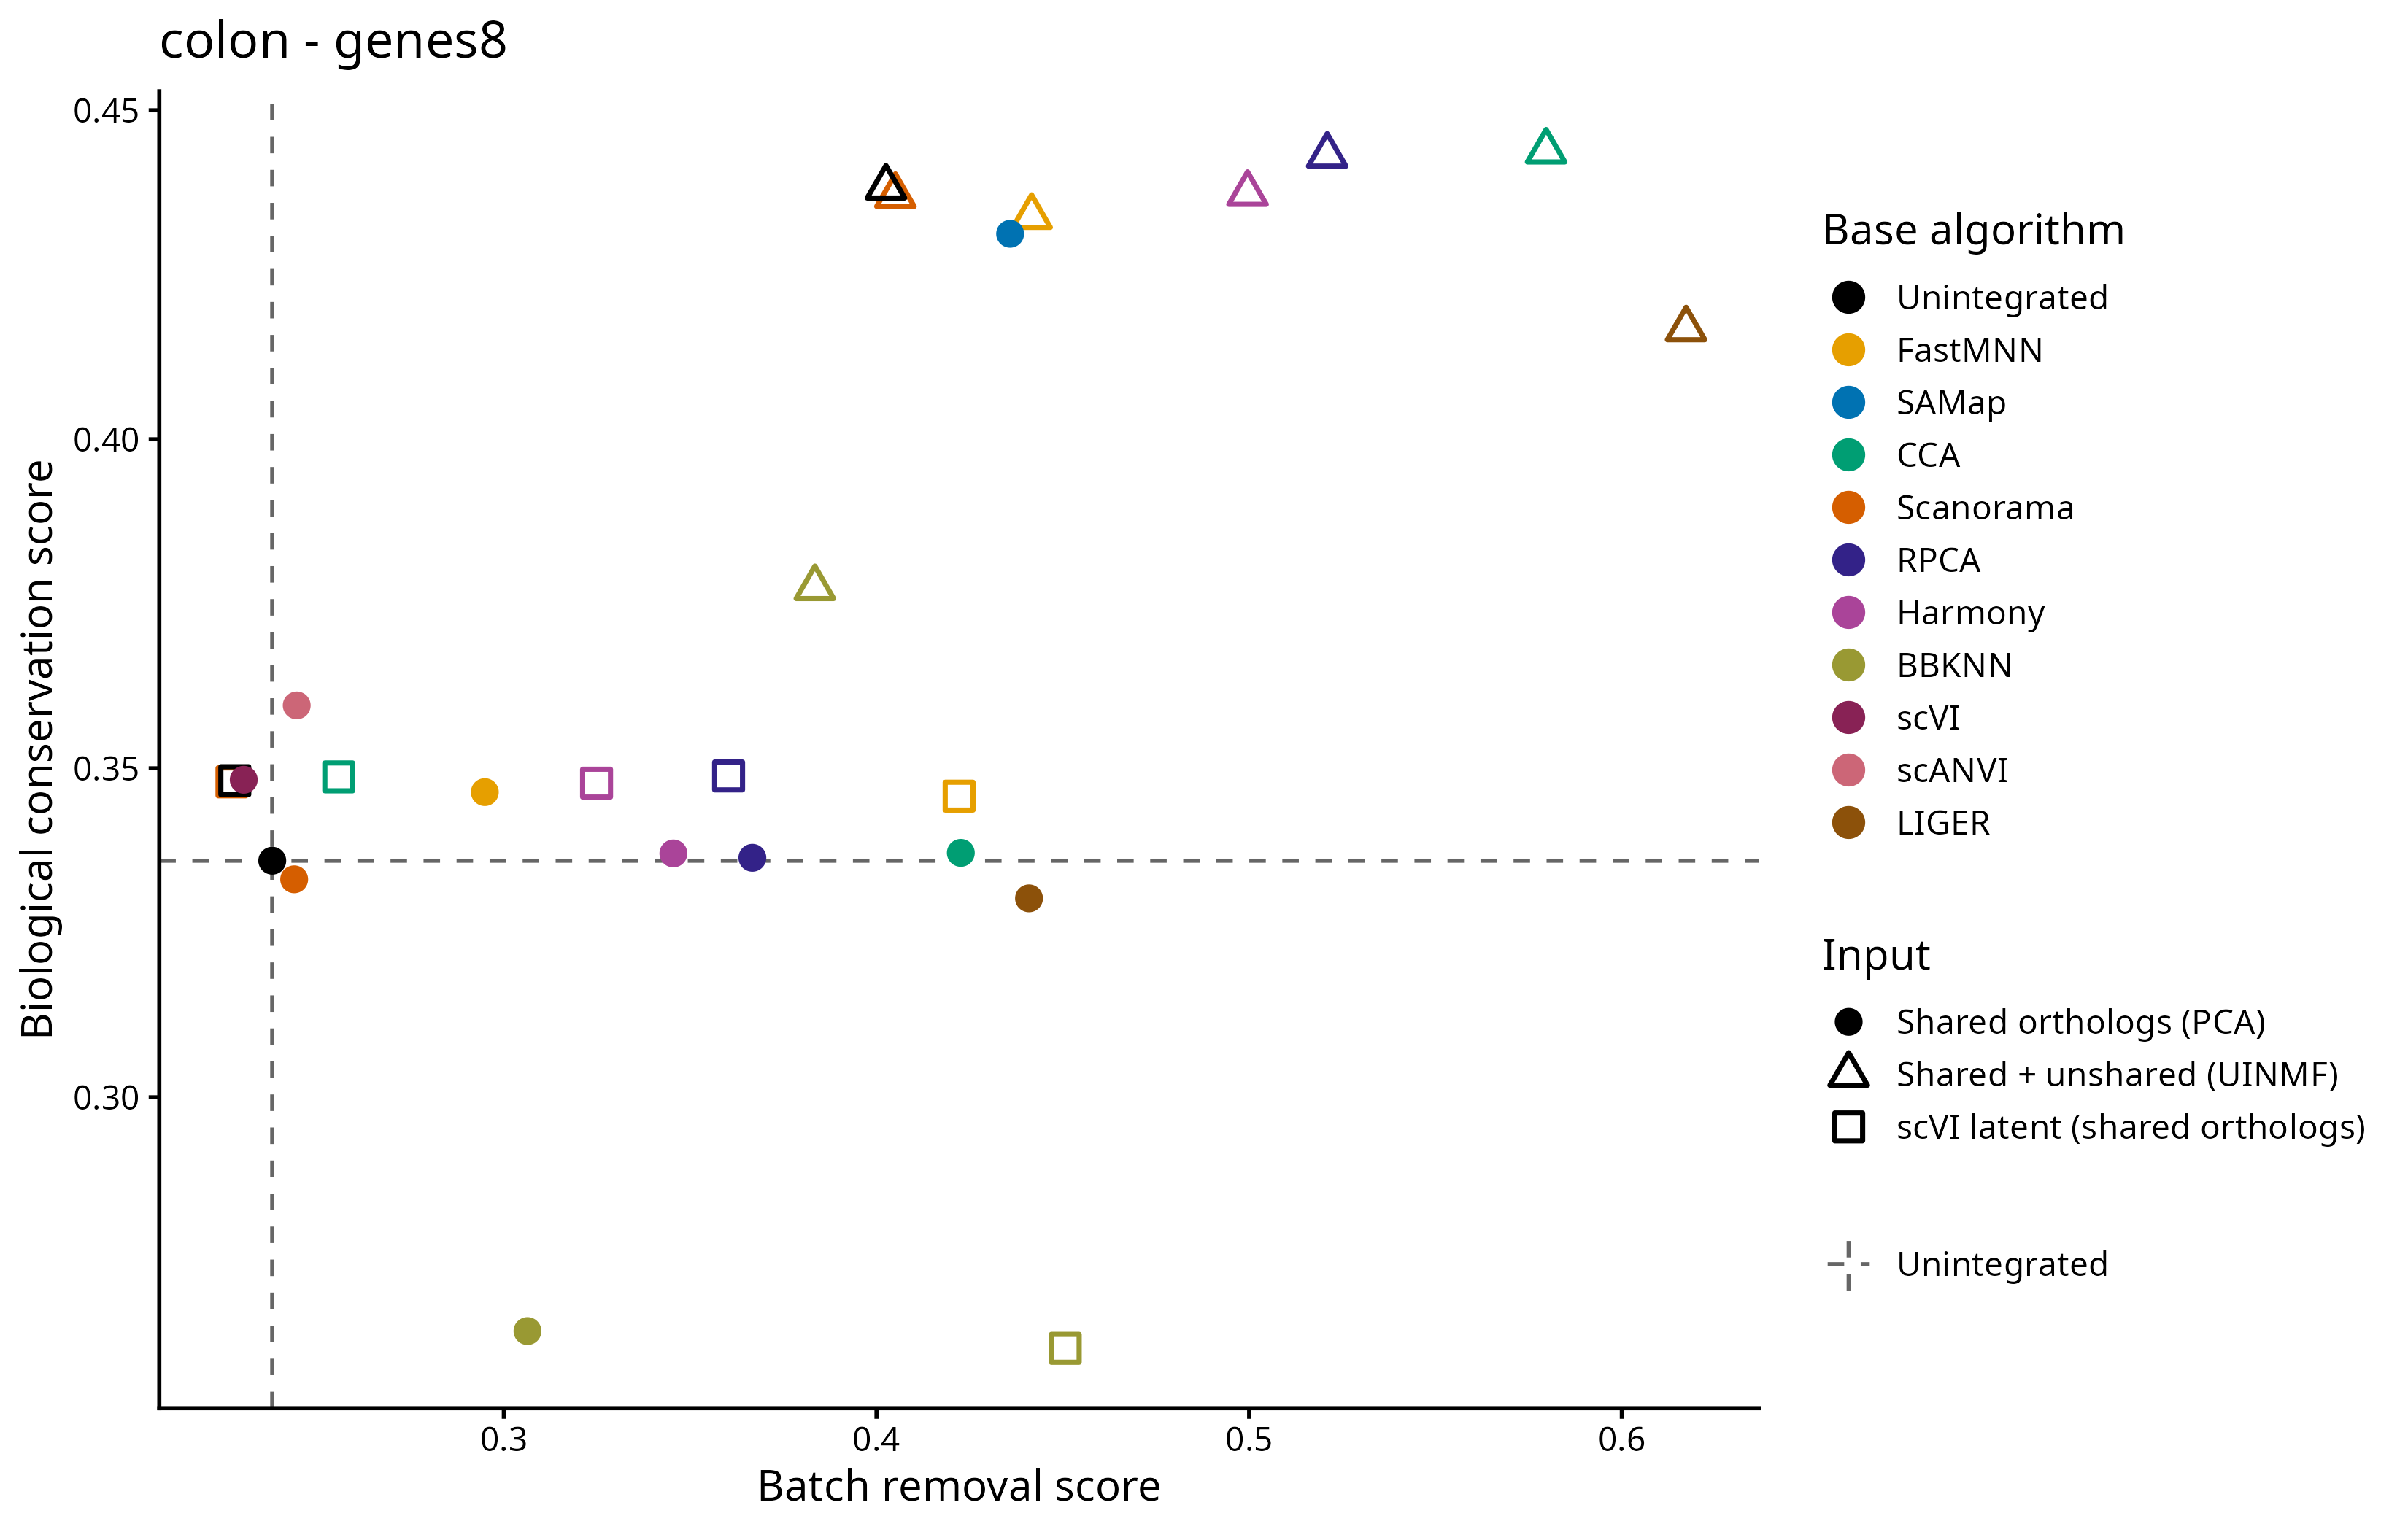 colon - genes8
0.45
0.40
0.35
0.30
Biological conservation score
0.3
0.4
0.5
0.6
Batch removal score
Base algorithm
Unintegrated
FastMNN
SAMap
CCA
Scanorama
RPCA
Harmony
BBKNN
scVI
scANVI
LIGER
Input
Shared orthologs (PCA)
Shared + unshared (UINMF)
scVI latent (shared orthologs)
Unintegrated